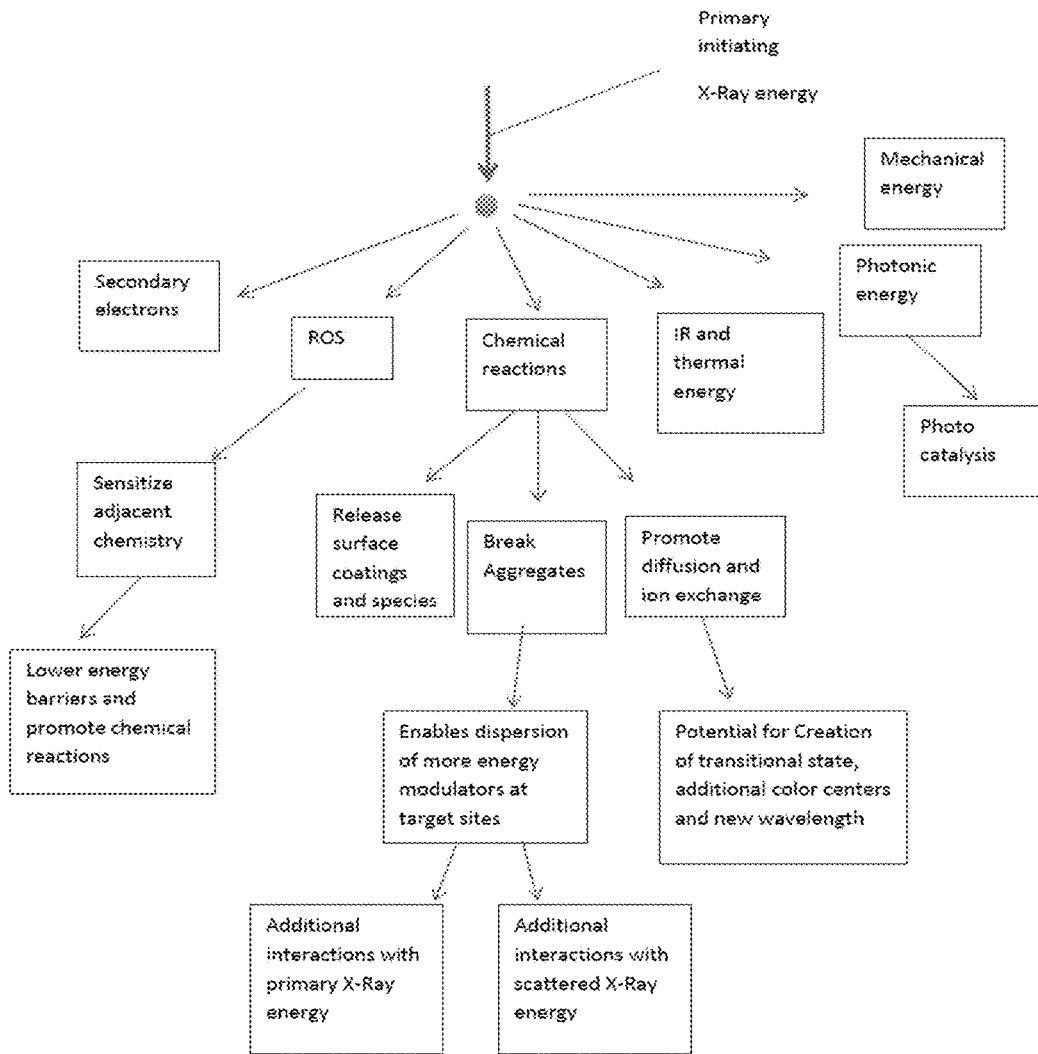 Primary
initiating
X-Ray energy
Mechanical
energy
Secondary
electrons
ROS
Chemical
reactions
IR and
thermal
energy
Photonic
energy
Photo
catalysis
Sensitize
adjacent
chemistry
Release
surface
coatings
and species
Break
Aggregates
Promote
diffusion and
ion exchange
Lower energy
barriers and
promote chemical
reactions
Enables dispersion
of more energy
modulators at
target sites
Potential for Creation
of transitional state,
additional color centers
and new wavelength
Additional
interactions with
primary X-Ray
energy
Additional
interactions with
scattered X-Ray
energy